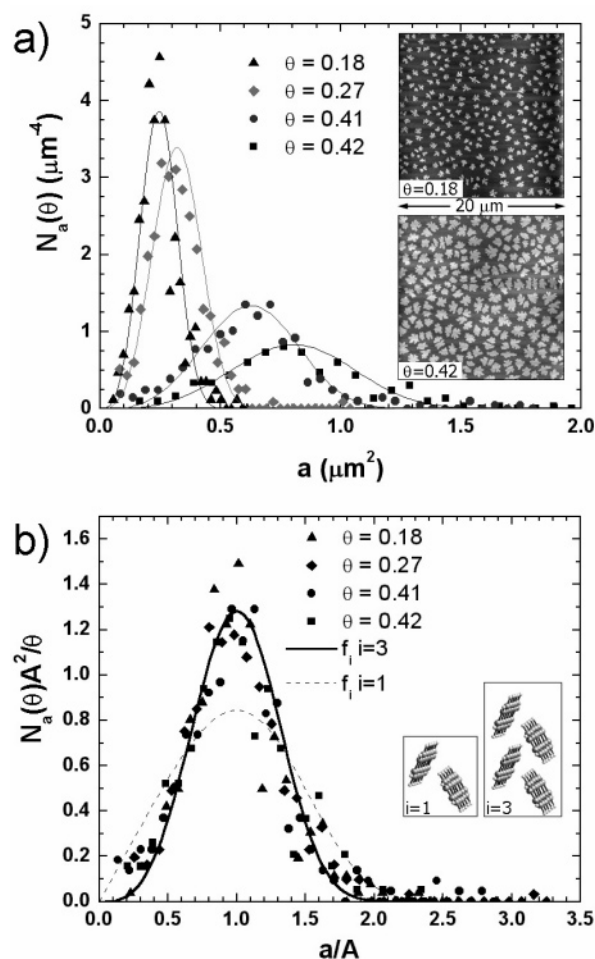 a)
N_a(θ) (μm^-4)
5
4
3
2
1
0
θ = 0.18
θ = 0.27
θ = 0.41
θ = 0.42
θ=0.18
20 μm
θ=0.42
0.0 0.5 1.0 1.5 2.0
a (μm^2)
b)
N_a(θ)A^2/θ
1.6
1.4
1.2
1.0
0.8
0.6
0.4
0.2
0.0
θ = 0.18
θ = 0.27
θ = 0.41
θ = 0.42
f_i i=3
f_i i=1
i=1
i=3
0.0 0.5 1.0 1.5 2.0 2.5 3.0 3.5
a/A